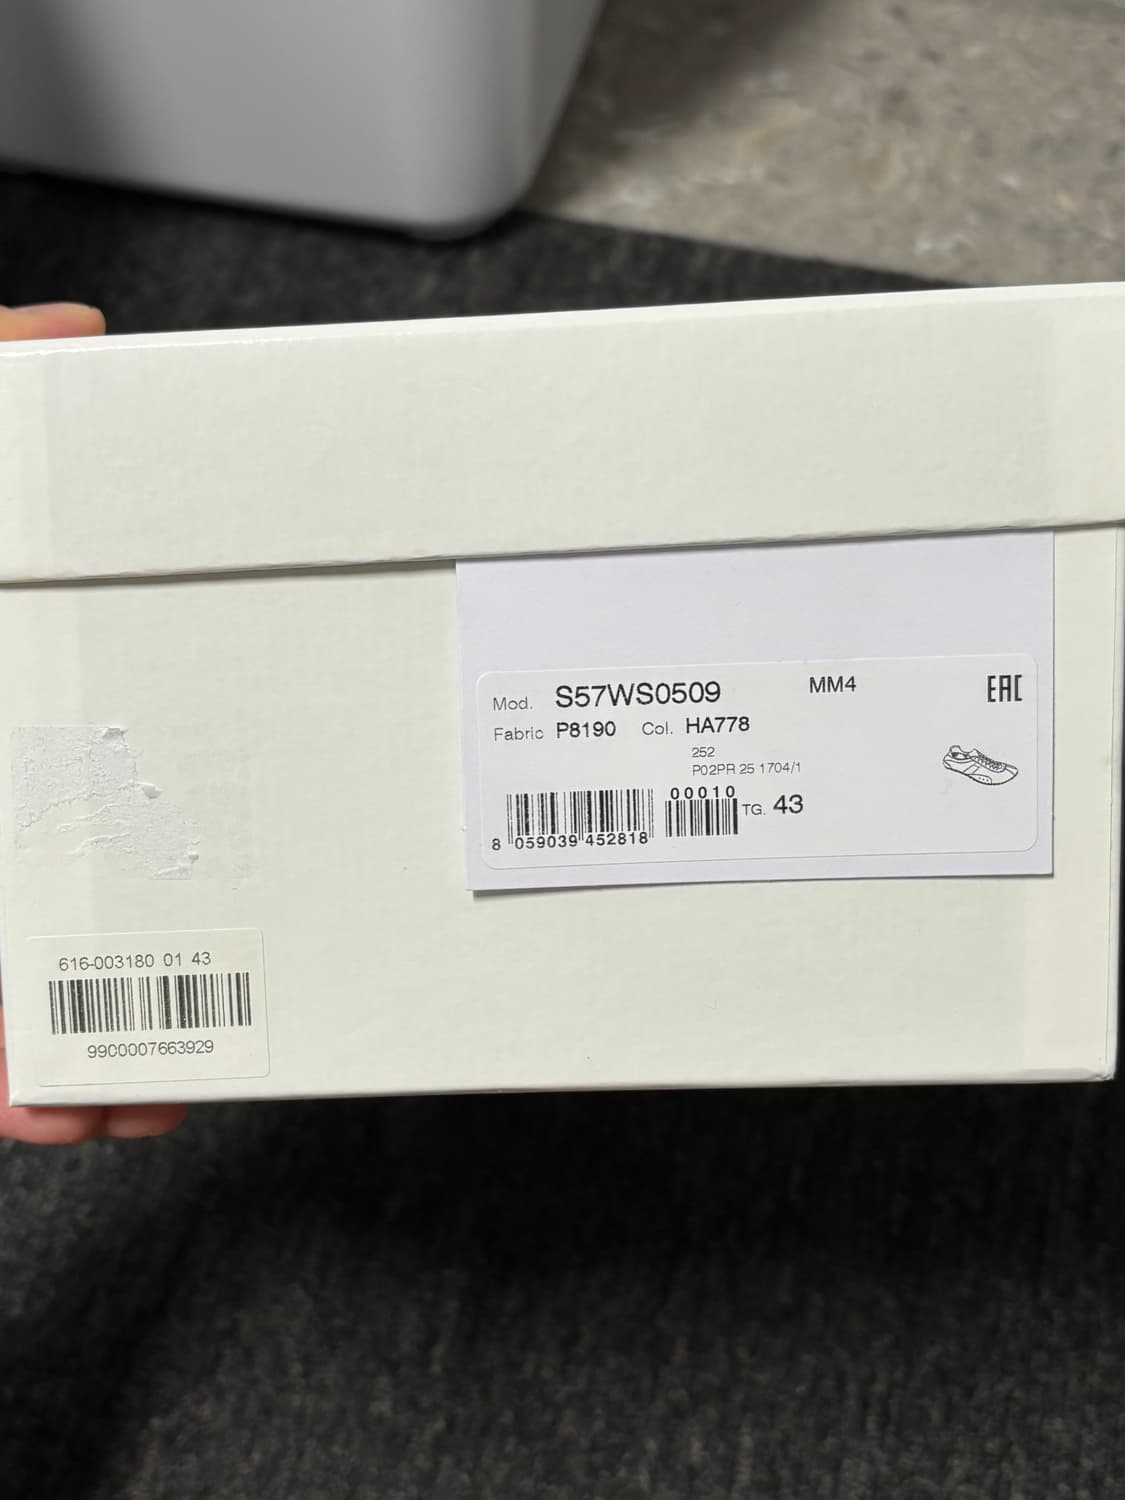 Mod. S57WS0509 MM4 EAC
Fabric P8190 Col. HA778
252
P02PR 25 1704/1
00010
TG. 43
8 059039 452818
616-003180 01 43
9900007663929